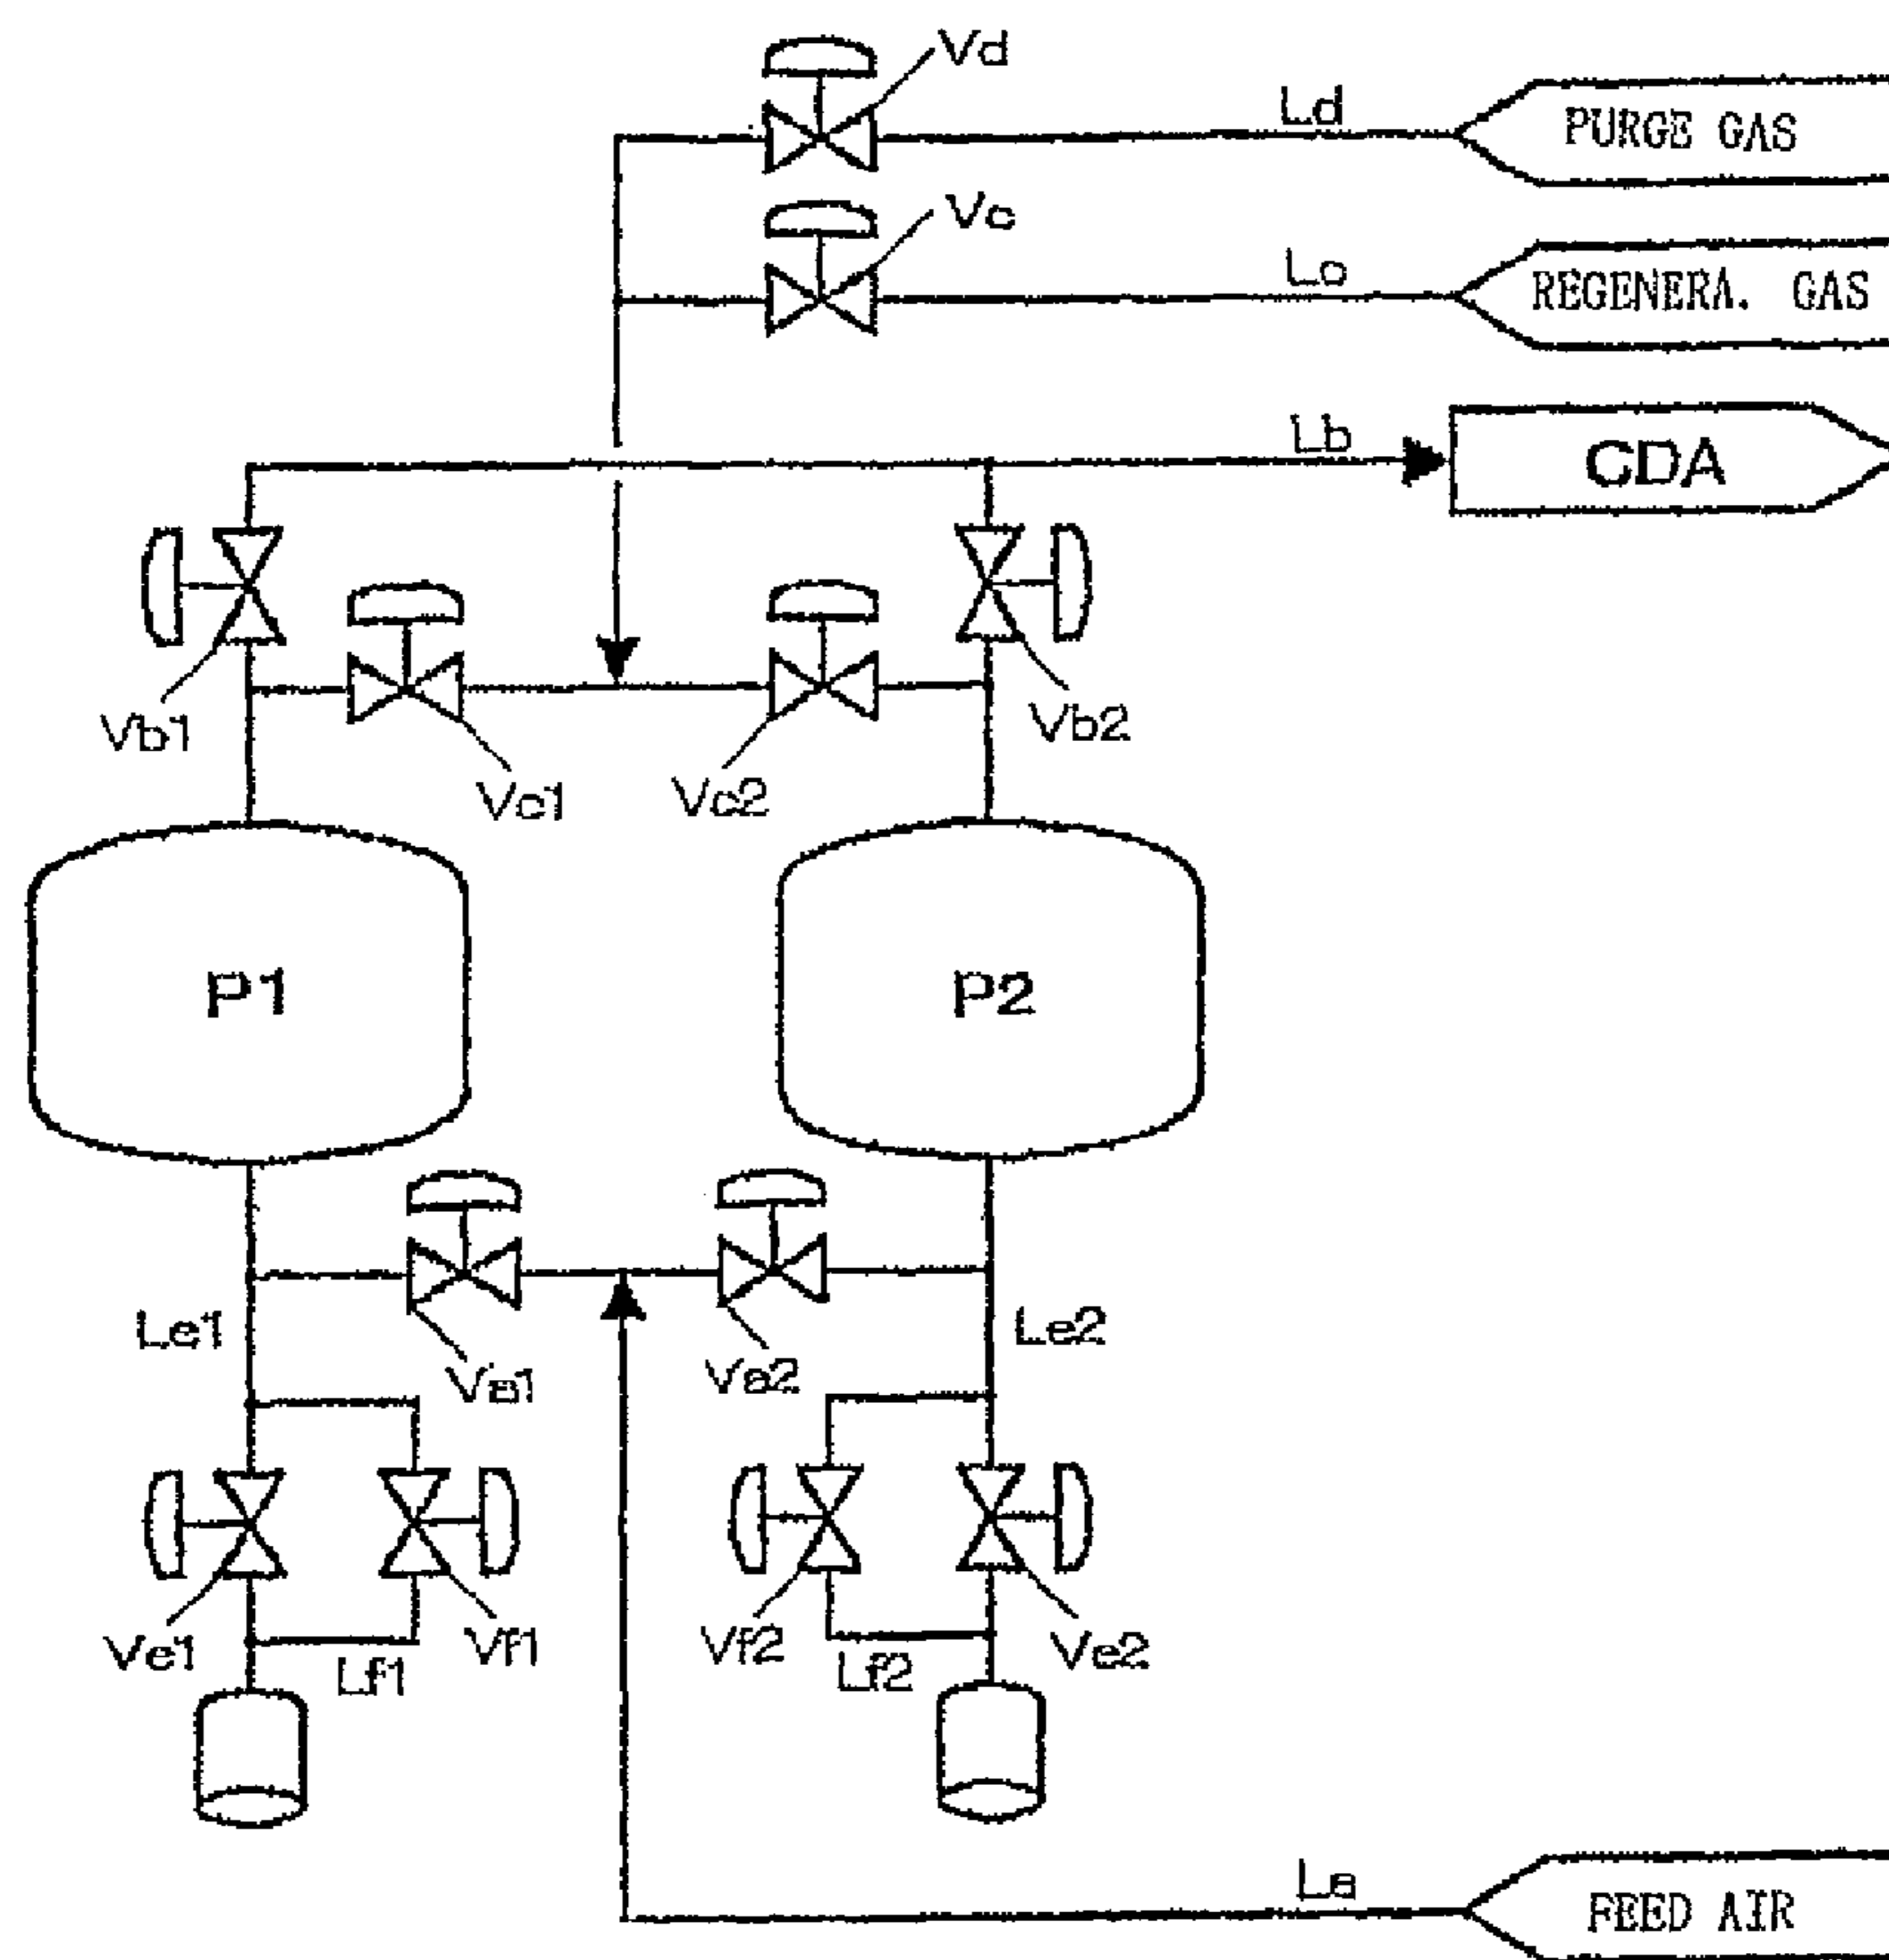 Vd
Ld
PURGE GAS
Vc
Lc
REGENERA. GAS
Lb
CDA
Vb1
Vc1
Vc2
Vb2
P1
P2
Le1
Va1
Va2
Le2
Ve1
Vf1
Lf1
Vf2
Lf2
Ve2
La
FEED AIR